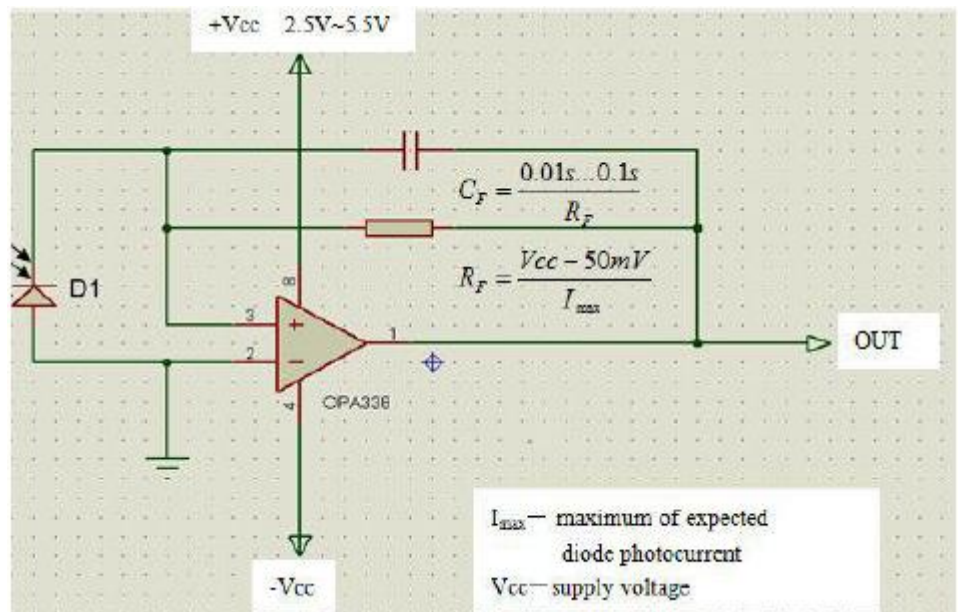 +Vcc 2.5V~5.5V
C_F = 0.01s...0.1s / R_F
R_F = Vcc - 50mV / I_max
D1
8
3
+
1
2
−
4
OPA336
OUT
I_max— maximum of expected
diode photocurrent
Vcc—supply voltage
-Vcc